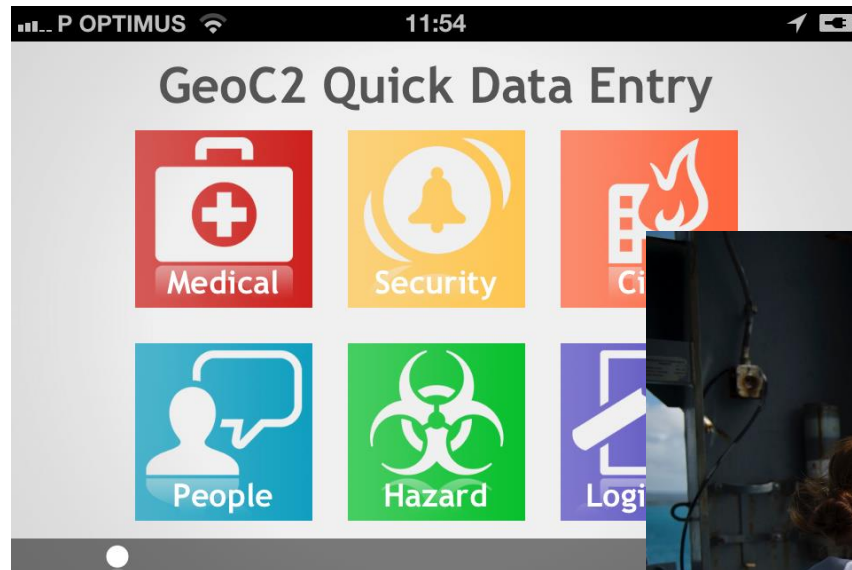 P OPTIMUS 11:54
GeoC2 Quick Data Entry
Medical Security
People Hazard